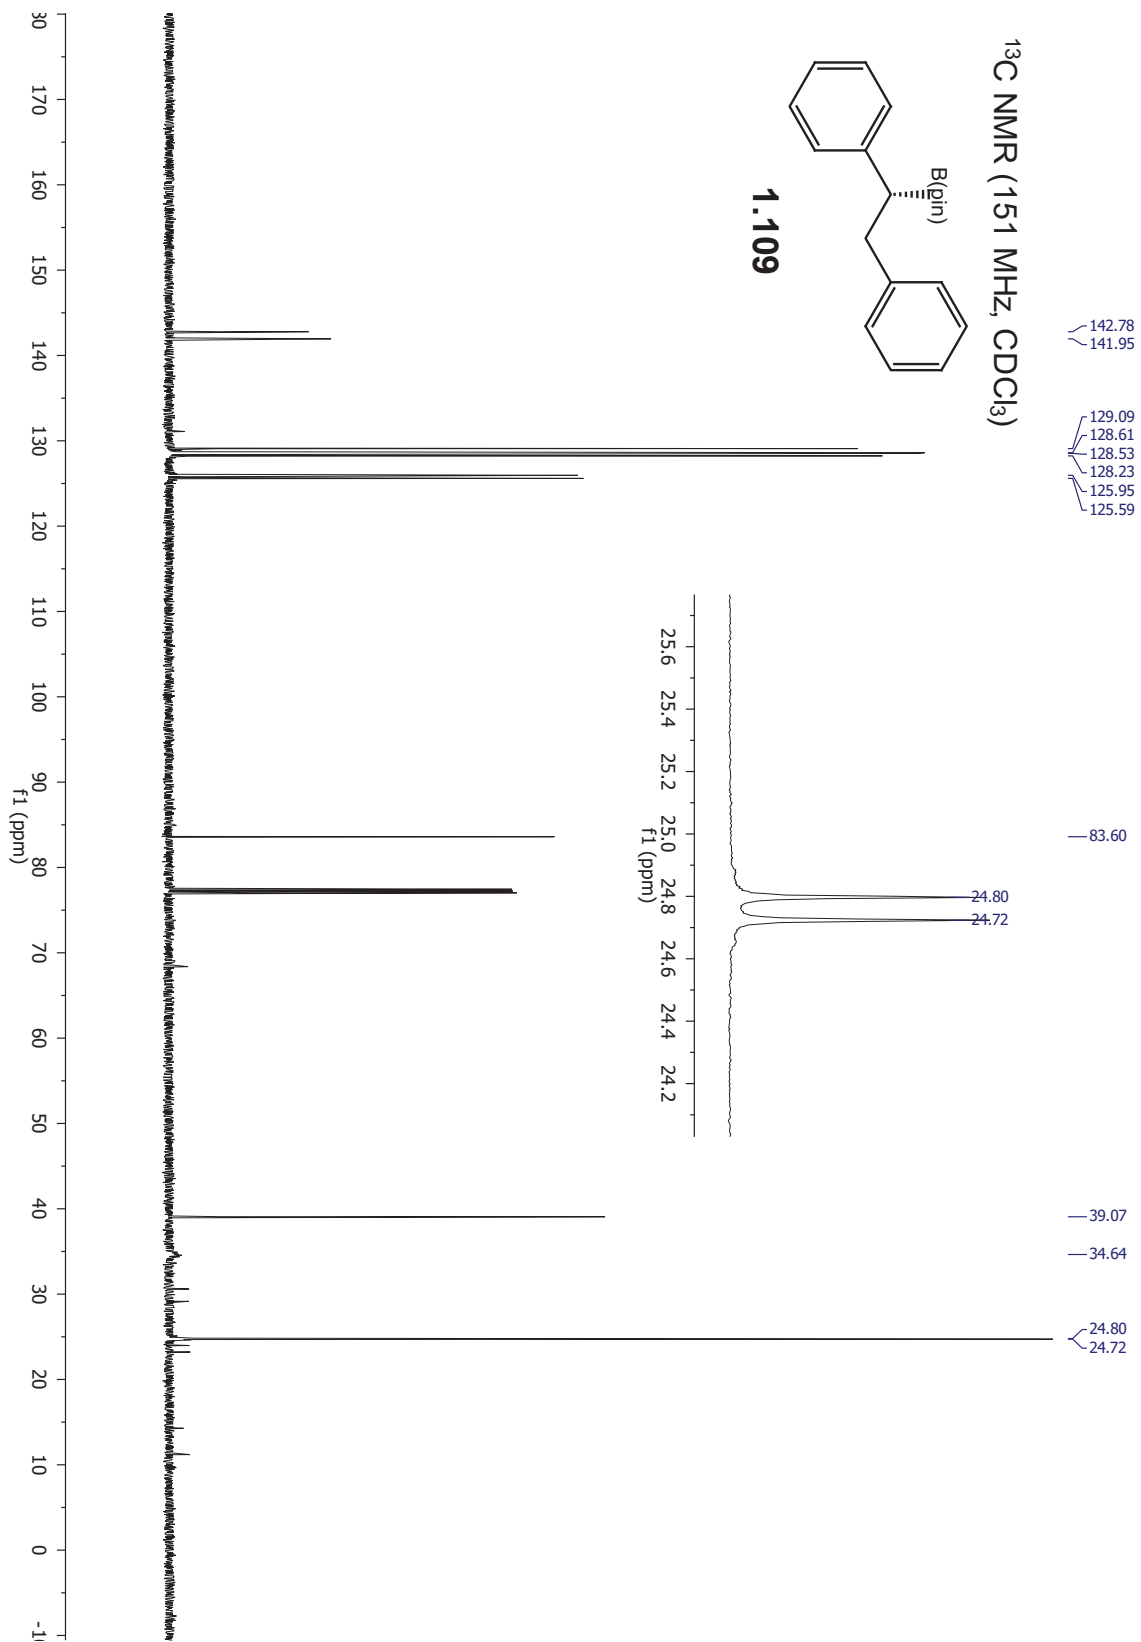 ¹³C NMR (151 MHz, CDCl₃)
B(pin)
1.109
142.78
141.95
129.09
128.61
128.53
128.23
125.95
125.59
83.60
39.07
34.64
24.80
24.72
24.80
24.72
25.6 25.4 25.2 25.0 24.8 24.6 24.4 24.2
f1 (ppm)
30 170 160 150 140 130 120 110 100 90 80 70 60 50 40 30 20 10 0 -10
f1 (ppm)